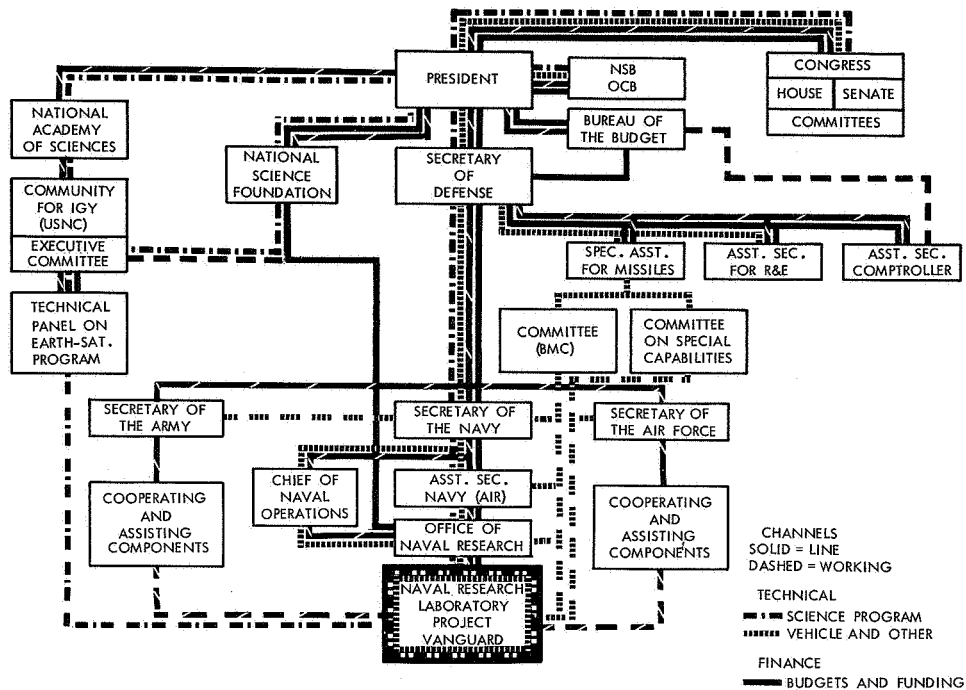 PRESIDENT
NSB
OCB
CONGRESS
HOUSE SENATE
COMMITTEES
NATIONAL
ACADEMY
OF SCIENCES
BUREAU OF
THE BUDGET
NATIONAL
SCIENCE
FOUNDATION
SECRETARY
OF
DEFENSE
COMMUNITY
FOR IGY
(USNC)
EXECUTIVE
COMMITTEE
SPEC. ASST.
FOR MISSILES
ASST. SEC.
FOR R&E
ASST. SEC.
COMPTROLLER
TECHNICAL
PANEL ON
EARTH-SAT.
PROGRAM
COMMITTEE
(BMC)
COMMITTEE
ON SPECIAL
CAPABILITIES
SECRETARY OF
THE ARMY
SECRETARY OF
THE NAVY
SECRETARY OF
THE AIR FORCE
CHIEF OF
NAVAL
OPERATIONS
ASST. SEC.
NAVY (AIR)
COOPERATING
AND
ASSISTING
COMPONENTS
OFFICE OF
NAVAL RESEARCH
COOPERATING
AND
ASSISTING
COMPONENTS
NAVAL RESEARCH
LABORATORY
PROJECT
VANGUARD
CHANNELS
SOLID = LINE
DASHED = WORKING
TECHNICAL
SCIENCE PROGRAM
VEHICLE AND OTHER
FINANCE
BUDGETS AND FUNDING